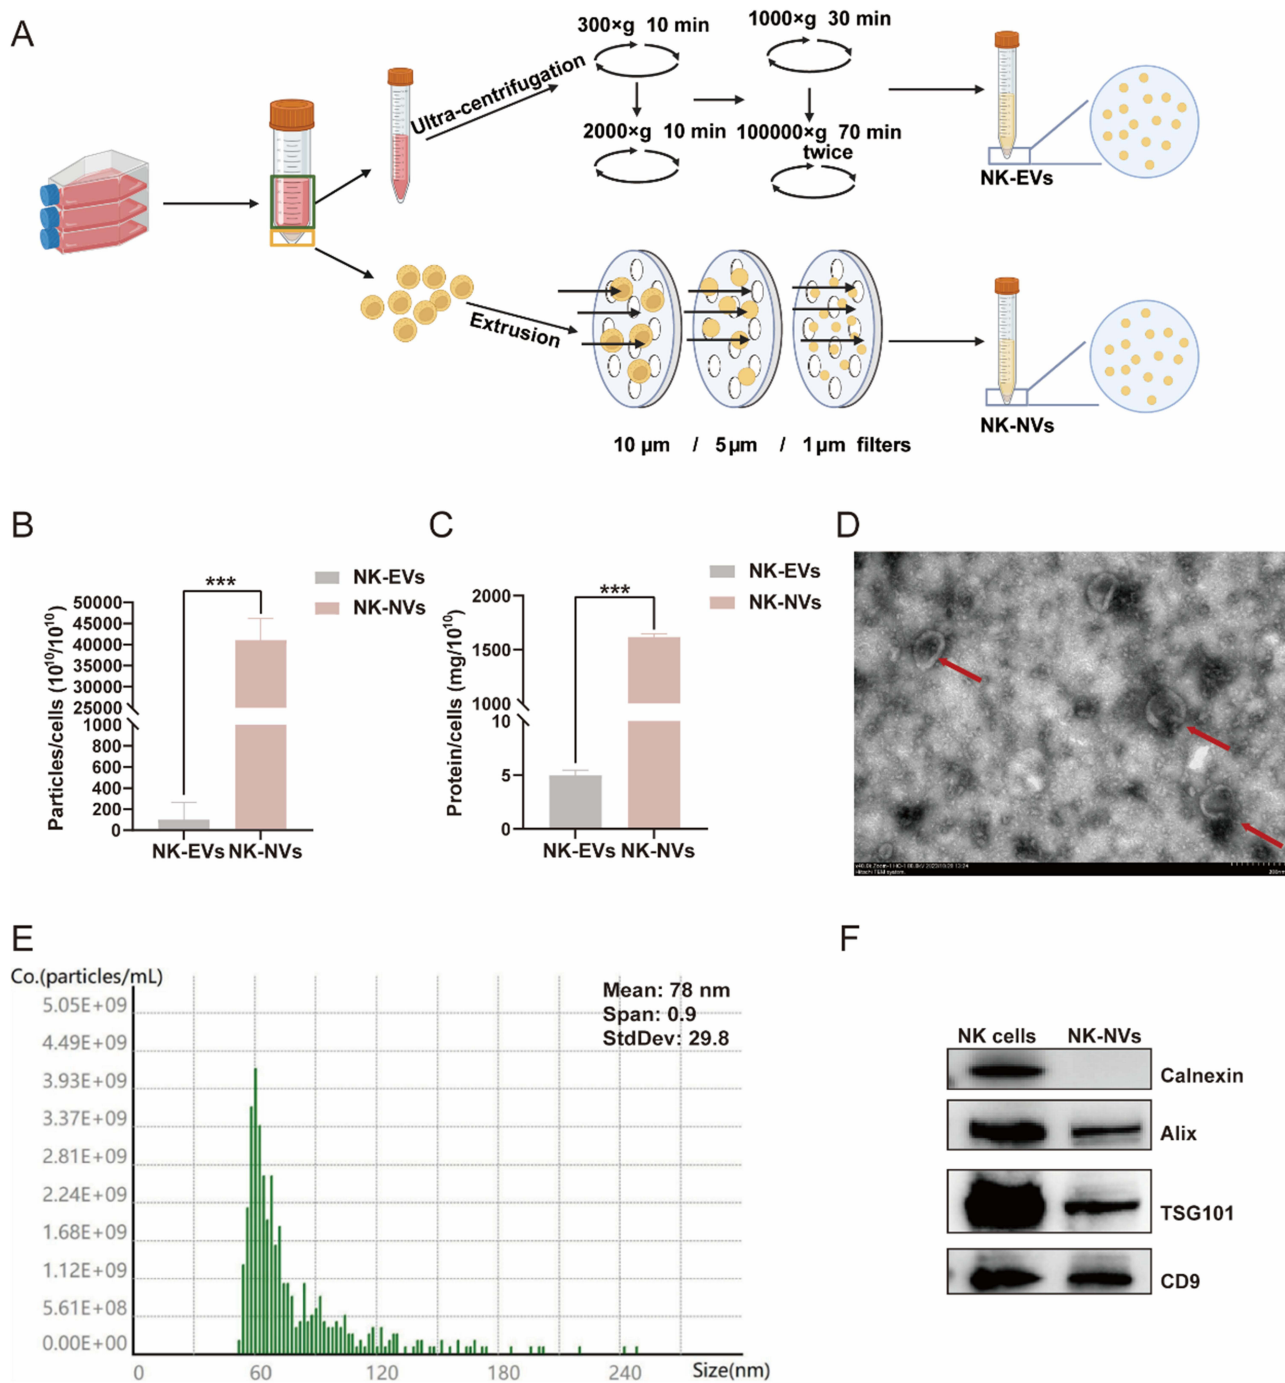 A
300×g 10 min
1000×g 30 min
Ultra-centrifugation
2000×g 10 min
100000×g 70 min
twice
NK-EVs
Extrusion
NK-NVs
10 μm / 5μm / 1μm filters
B
NK-EVs
NK-NVs
***
Particles/cells (10¹⁰/10¹⁰)
50000
45000
40000
35000
30000
25000
1000
800
600
400
200
0
NK-EVs NK-NVs
C
NK-EVs
NK-NVs
***
Protein/cells (mg/10¹⁰)
2000
1500
1000
10
5
0
NK-EVs NK-NVs
D
200nm
Hitachi TEM system.
E
Co.(particles/mL)
Mean: 78 nm
Span: 0.9
StdDev: 29.8
5.05E+09
4.49E+09
3.93E+09
3.37E+09
2.81E+09
2.24E+09
1.68E+09
1.12E+09
5.61E+08
0.00E+00
0 60 120 180 240 Size(nm)
F
NK cells NK-NVs
Calnexin
Alix
TSG101
CD9